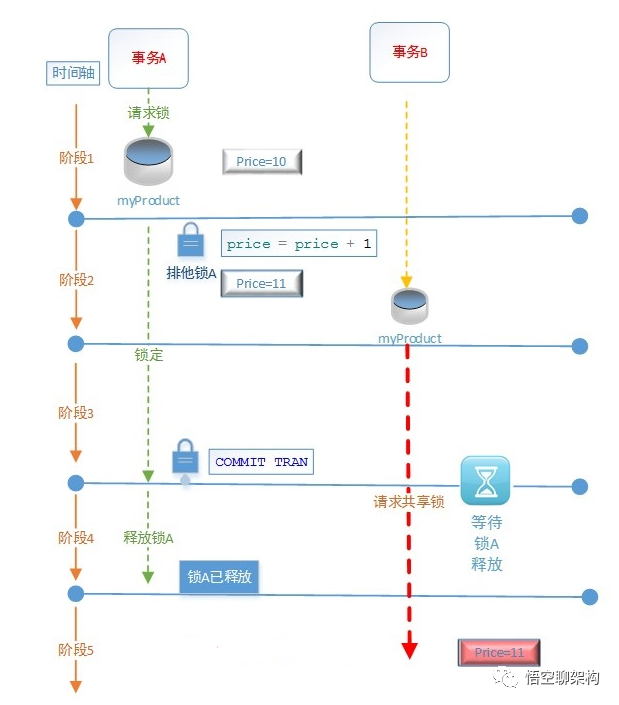 事务A
事务B
时间轴
请求锁
阶段1
Price=10
myProduct
price = price + 1
排他锁A
阶段2
Price=11
myProduct
锁定
阶段3
COMMIT TRAN
请求共享锁
等待
锁A
释放
阶段4
释放锁A
锁A已释放
阶段5
Price=11
悟空聊架构